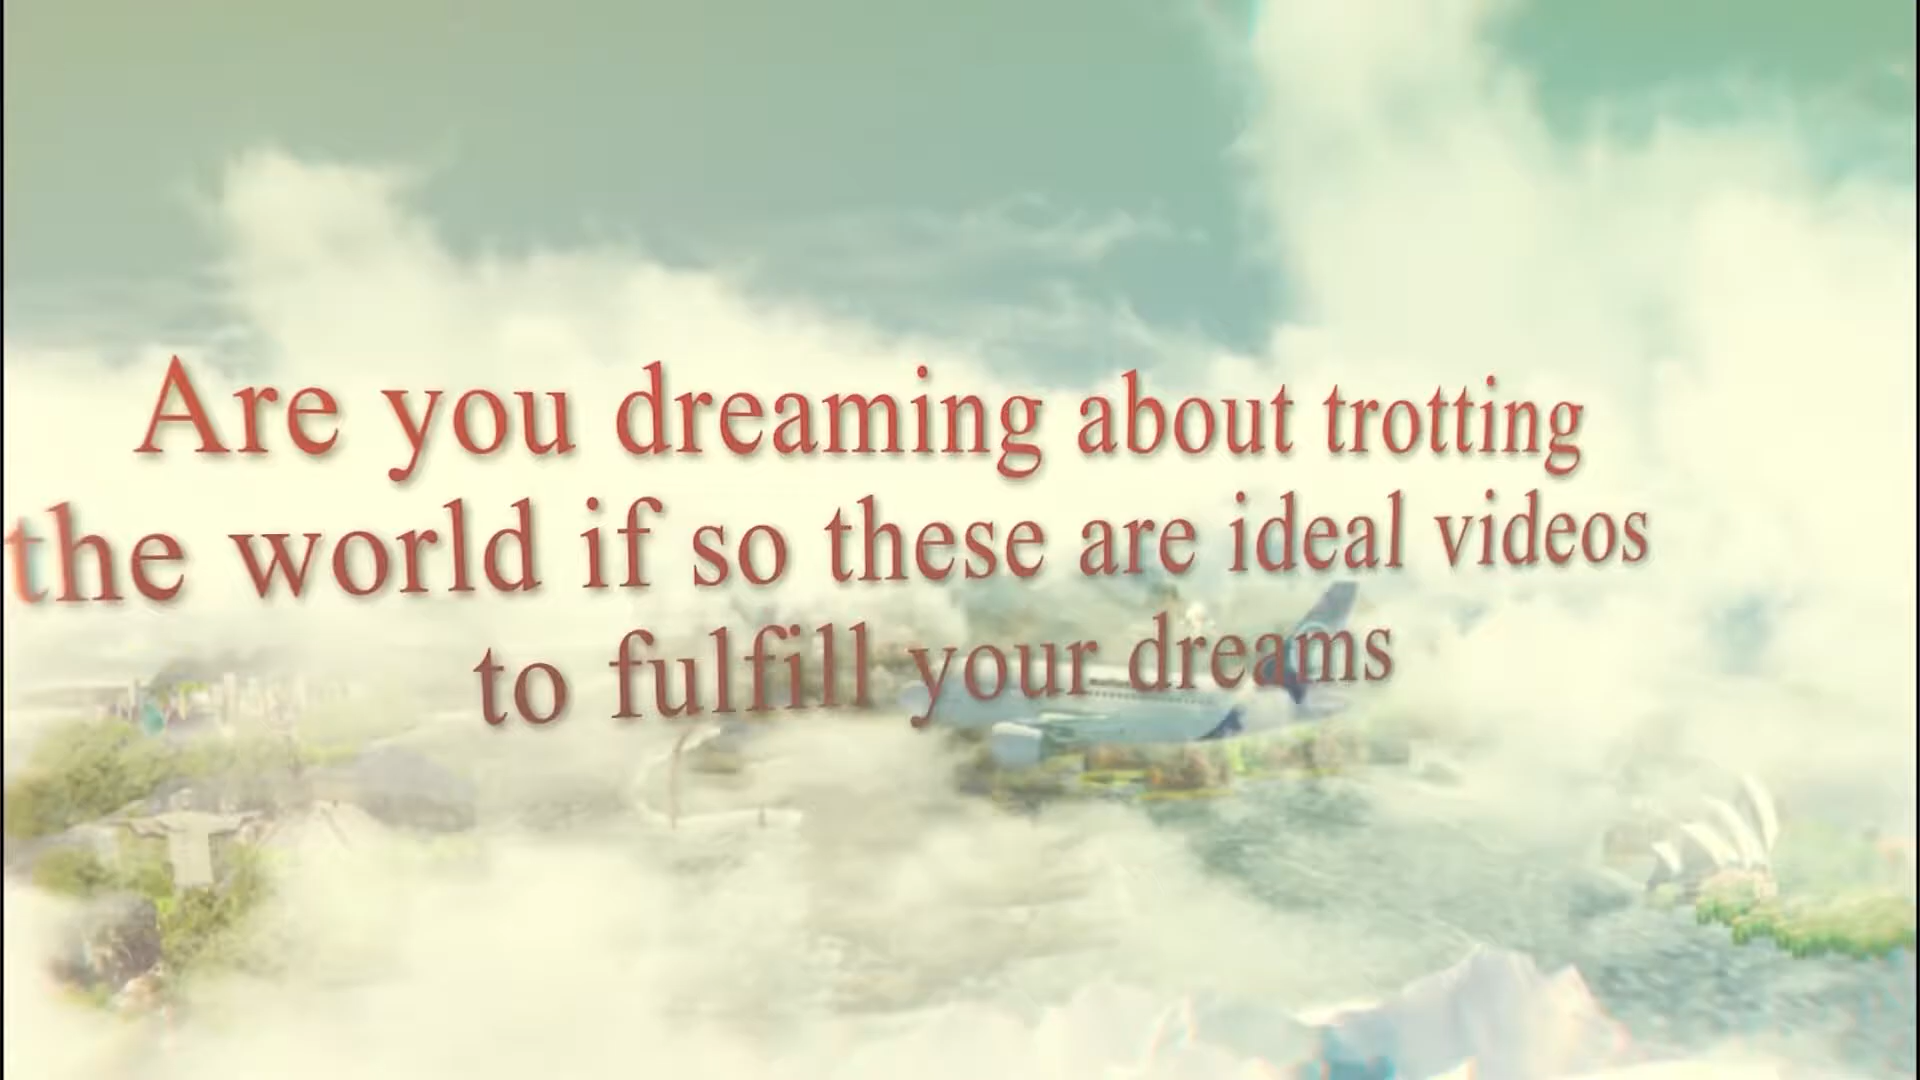 Are you dreaming about trotting
the world if so these are ideal videos
to fulfill your dreams